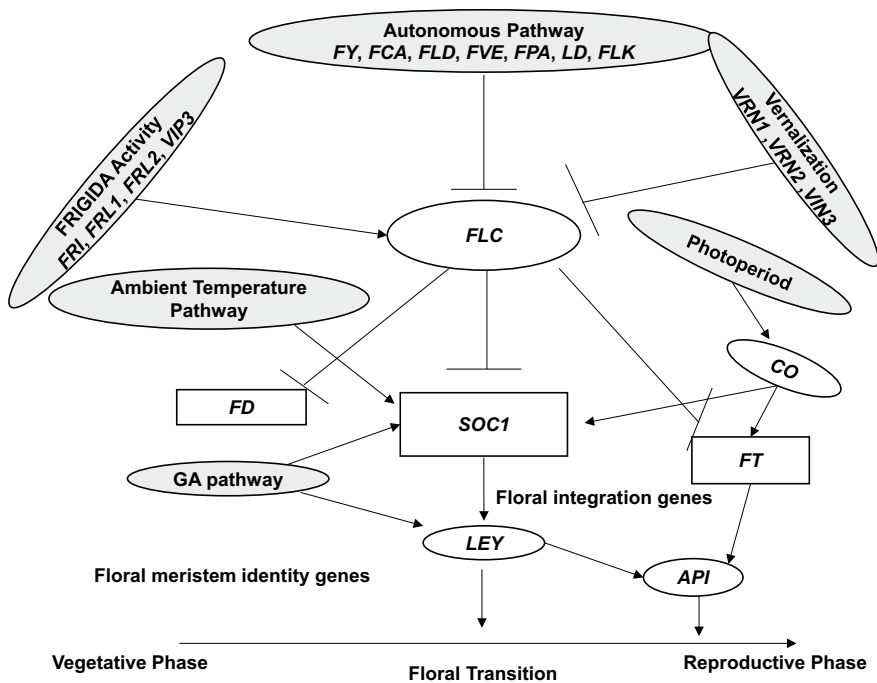 Autonomous Pathway
FY, FCA, FLD, FVE, FPA, LD, FLK
Vernalization
VRN1, VRN2, VIN3
FRIGIDA Activity
FRI, FRL1, FRL2, VIP3
FLC
Photoperiod
Ambient Temperature
Pathway
CO
FD
SOC1
FT
GA pathway
Floral integration genes
LEY
API
Floral meristem identity genes
Vegetative Phase
Floral Transition
Reproductive Phase